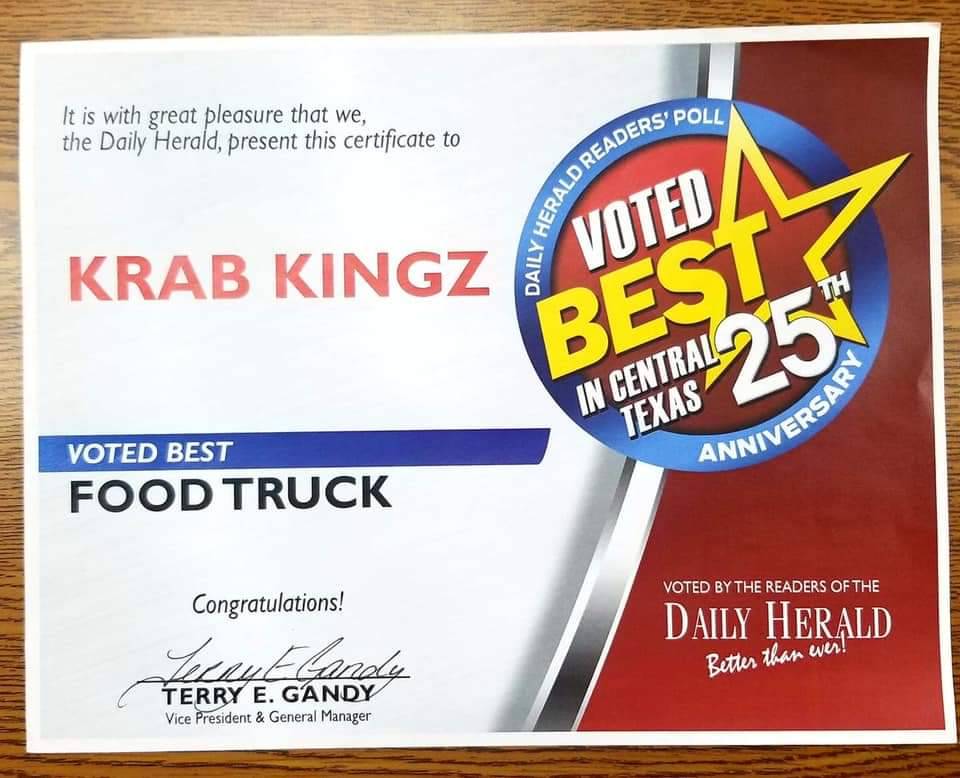 It is with great pleasure that we,
the Daily Herald, present this certificate to
KRAB KINGZ
DAILY HERALD READERS' POLL
VOTED
BEST
IN CENTRAL
TEXAS
25TH
ANNIVERSARY
VOTED BEST
FOOD TRUCK
Congratulations!
Terry E Gandy
TERRY E. GANDY
Vice President & General Manager
VOTED BY THE READERS OF THE
DAILY HERALD
Better than ever!